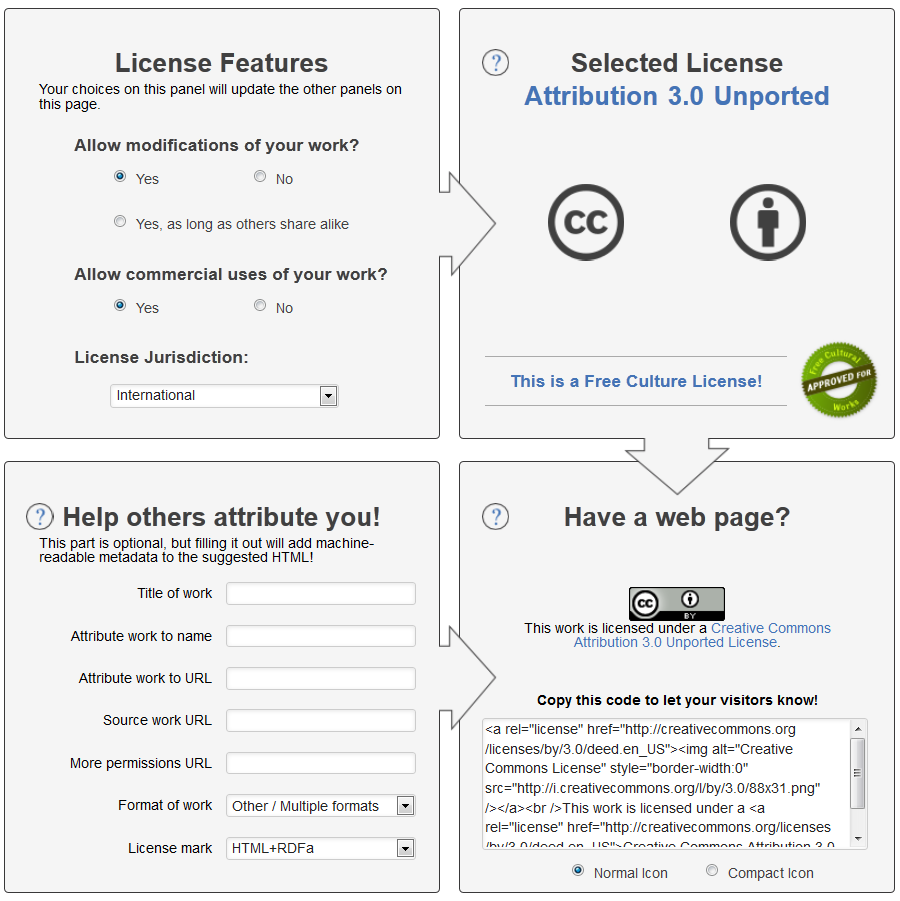 License Features
Your choices on this panel will update the other panels on
this page.
Allow modifications of your work?
Yes
No
Yes, as long as others share alike
Allow commercial uses of your work?
Yes
No
License Jurisdiction:
International
?
Selected License
Attribution 3.0 Unported
cc
This is a Free Culture License!
Free Cultural
APPROVED FOR
Works
?
Help others attribute you!
This part is optional, but filling it out will add machine-
readable metadata to the suggested HTML!
Title of work
Attribute work to name
Attribute work to URL
Source work URL
More permissions URL
Format of work
Other / Multiple formats
License mark
HTML+RDFa
?
Have a web page?
cc
BY
This work is licensed under a Creative Commons
Attribution 3.0 Unported License.
Copy this code to let your visitors know!
<a rel="license" href="http://creativecommons.org
/licenses/by/3.0/deed.en_US"><img alt="Creative
Commons License" style="border-width:0"
src="http://i.creativecommons.org/l/by/3.0/88x31.png"
/></a><br />This work is licensed under a <a
rel="license" href="http://creativecommons.org/licenses
/by/3.0/deed.en_US">Creative Commons Attribution 3.0
Normal Icon
Compact Icon